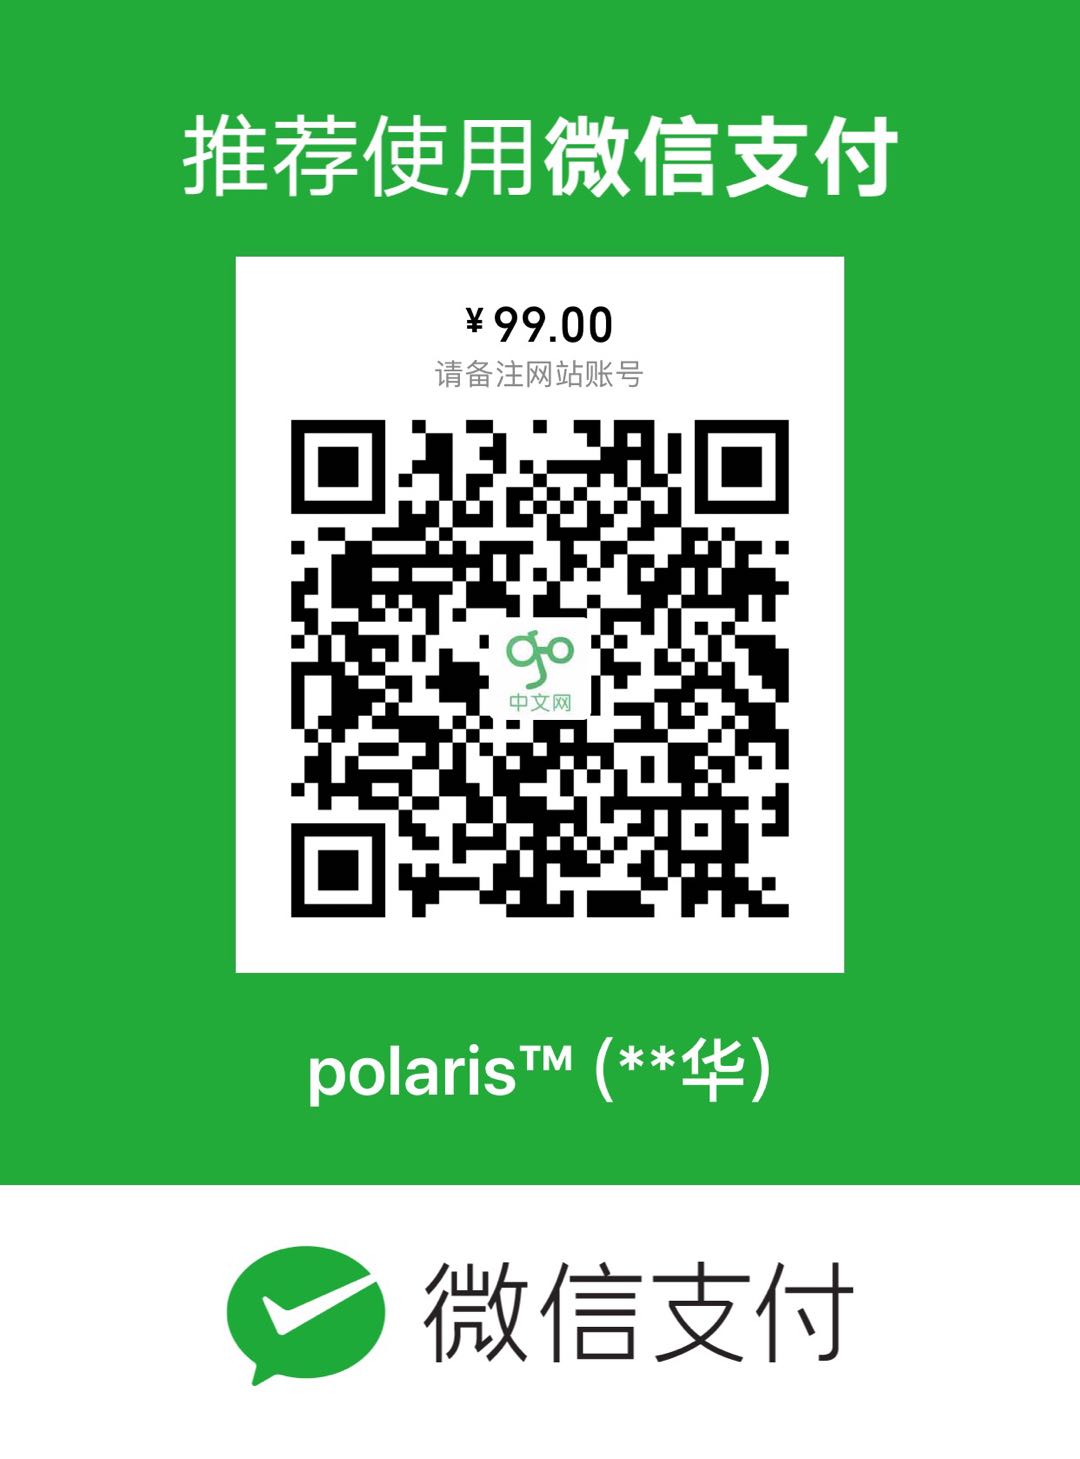 推荐使用微信支付
¥99.00
请备注网站账号
go
中文网
polaris™ (**华)
微信支付